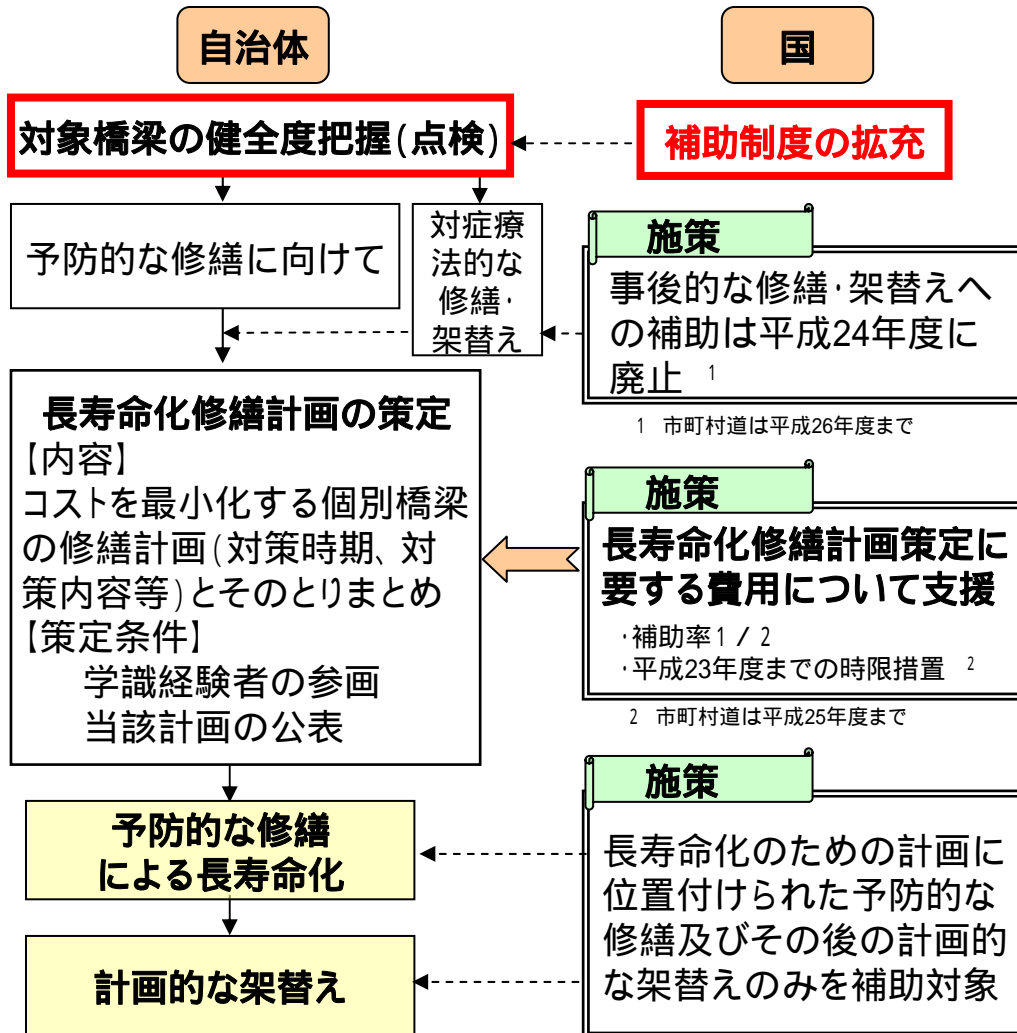 自治体
国
対象橋梁の健全度把握(点検)
補助制度の拡充
予防的な修繕に向けて
対症療
法的な
修繕・
架替え
施策
事後的な修繕・架替えへ
の補助は平成24年度に
廃止 1
1 市町村道は平成26年度まで
長寿命化修繕計画の策定
【内容】
コストを最小化する個別橋梁
の修繕計画(対策時期、対
策内容等)とそのとりまとめ
【策定条件】
学識経験者の参画
当該計画の公表
施策
長寿命化修繕計画策定に
要する費用について支援
・補助率1/2
・平成23年度までの時限措置 2
2 市町村道は平成25年度まで
予防的な修繕
による長寿命化
計画的な架替え
施策
長寿命化のための計画に
位置付けられた予防的な
修繕及びその後の計画的
な架替えのみを補助対象